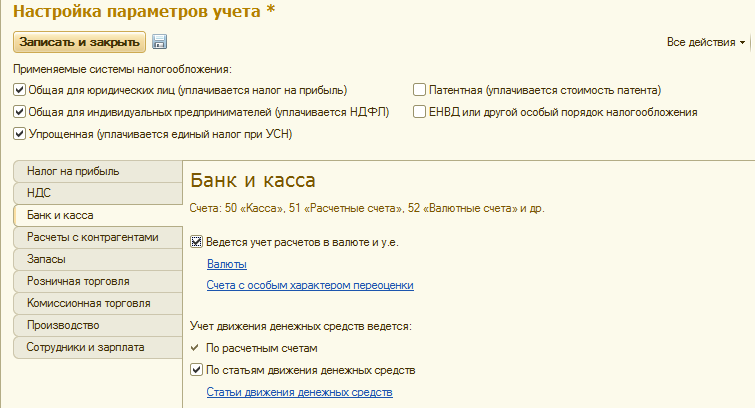 Настройка параметров учета *
Записать и закрыть
Все действия
Применяемые системы налогообложения:
Общая для юридических лиц (уплачивается налог на прибыль)
Патентная (уплачивается стоимость патента)
Общая для индивидуальных предпринимателей (уплачивается НДФЛ)
ЕНВД или другой особый порядок налогообложения
Упрощенная (уплачивается единый налог при УСН)
Налог на прибыль
НДС
Банк и касса
Расчеты с контрагентами
Запасы
Розничная торговля
Комиссионная торговля
Производство
Сотрудники и зарплата
Банк и касса
Счета: 50 «Касса», 51 «Расчетные счета», 52 «Валютные счета» и др.
Ведется учет расчетов в валюте и у.е.
Валюты
Счета с особым характером переоценки
Учет движения денежных средств ведется:
По расчетным счетам
По статьям движения денежных средств
Статьи движения денежных средств